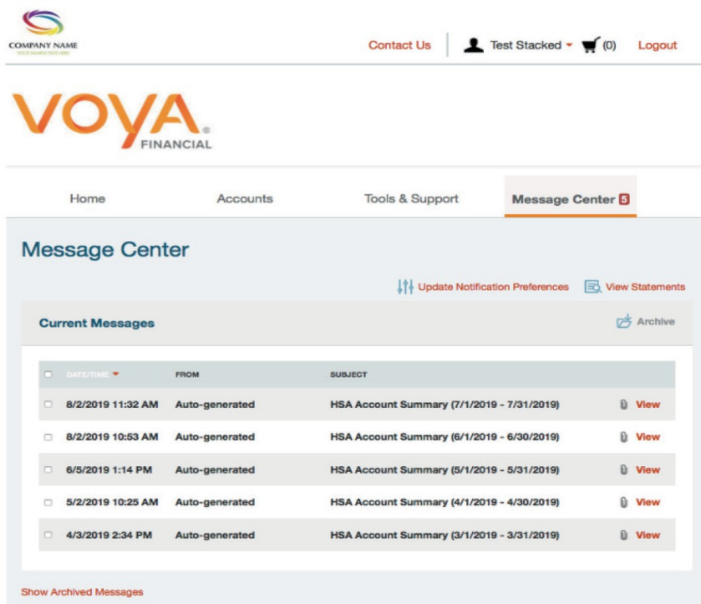 COMPANY NAME
Contact Us Test Stacked (0) Logout
VOYA
FINANCIAL
Home Accounts Tools & Support Message Center 5
Message Center
Update Notification Preferences View Statements
Current Messages Archive
DATE/TIME FROM SUBJECT
8/2/2019 11:32 AM Auto-generated HSA Account Summary (7/1/2019 - 7/31/2019) View
8/2/2019 10:53 AM Auto-generated HSA Account Summary (6/1/2019 - 6/30/2019) View
6/5/2019 1:14 PM Auto-generated HSA Account Summary (5/1/2019 - 5/31/2019) View
5/2/2019 10:25 AM Auto-generated HSA Account Summary (4/1/2019 - 4/30/2019) View
4/3/2019 2:34 PM Auto-generated HSA Account Summary (3/1/2019 - 3/31/2019) View
Show Archived Messages